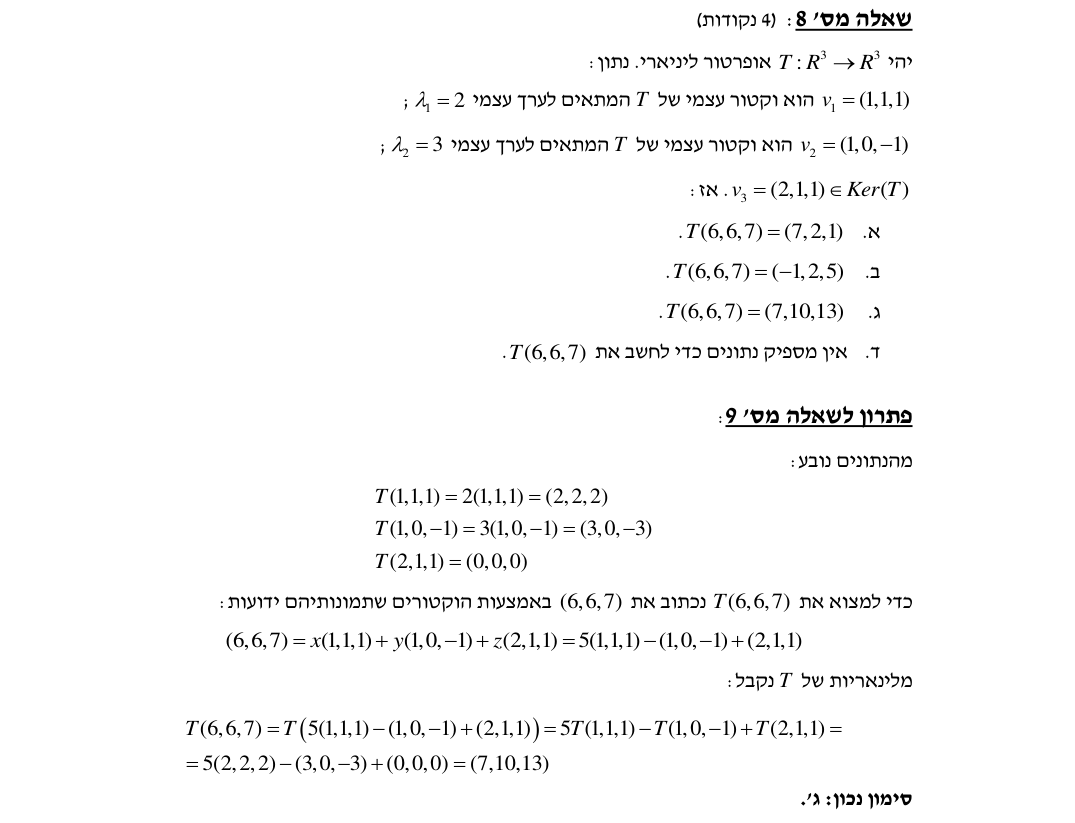 שאלה מס׳ 8 : (4 נקודות)
יהי T : R³ → R³ אופרטור ליניארי. נתון :
v₁ = (1,1,1) הוא וקטור עצמי של T המתאים לערך עצמי λ₁ = 2 ;
v₂ = (1,0,−1) הוא וקטור עצמי של T המתאים לערך עצמי λ₂ = 3 ;
v₃ = (2,1,1) ∈ Ker(T) . אז :
א. T(6,6,7) = (7,2,1) .
ב. T(6,6,7) = (−1,2,5) .
ג. T(6,6,7) = (7,10,13) .
ד. אין מספיק נתונים כדי לחשב את T(6,6,7) .
פתרון לשאלה מס׳ 9 :
מהנתונים נובע :
T(1,1,1) = 2(1,1,1) = (2,2,2)
T(1,0,−1) = 3(1,0,−1) = (3,0,−3)
T(2,1,1) = (0,0,0)
כדי למצוא את T(6,6,7) נכתוב את (6,6,7) באמצעות הוקטורים שתמונותיהם ידועות :
(6,6,7) = x(1,1,1) + y(1,0,−1) + z(2,1,1) = 5(1,1,1) − (1,0,−1) + (2,1,1)
מלינאריות של T נקבל :
T(6,6,7) = T(5(1,1,1) − (1,0,−1) + (2,1,1)) = 5T(1,1,1) − T(1,0,−1) + T(2,1,1) =
= 5(2,2,2) − (3,0,−3) + (0,0,0) = (7,10,13)
סימון נכון: ג׳.